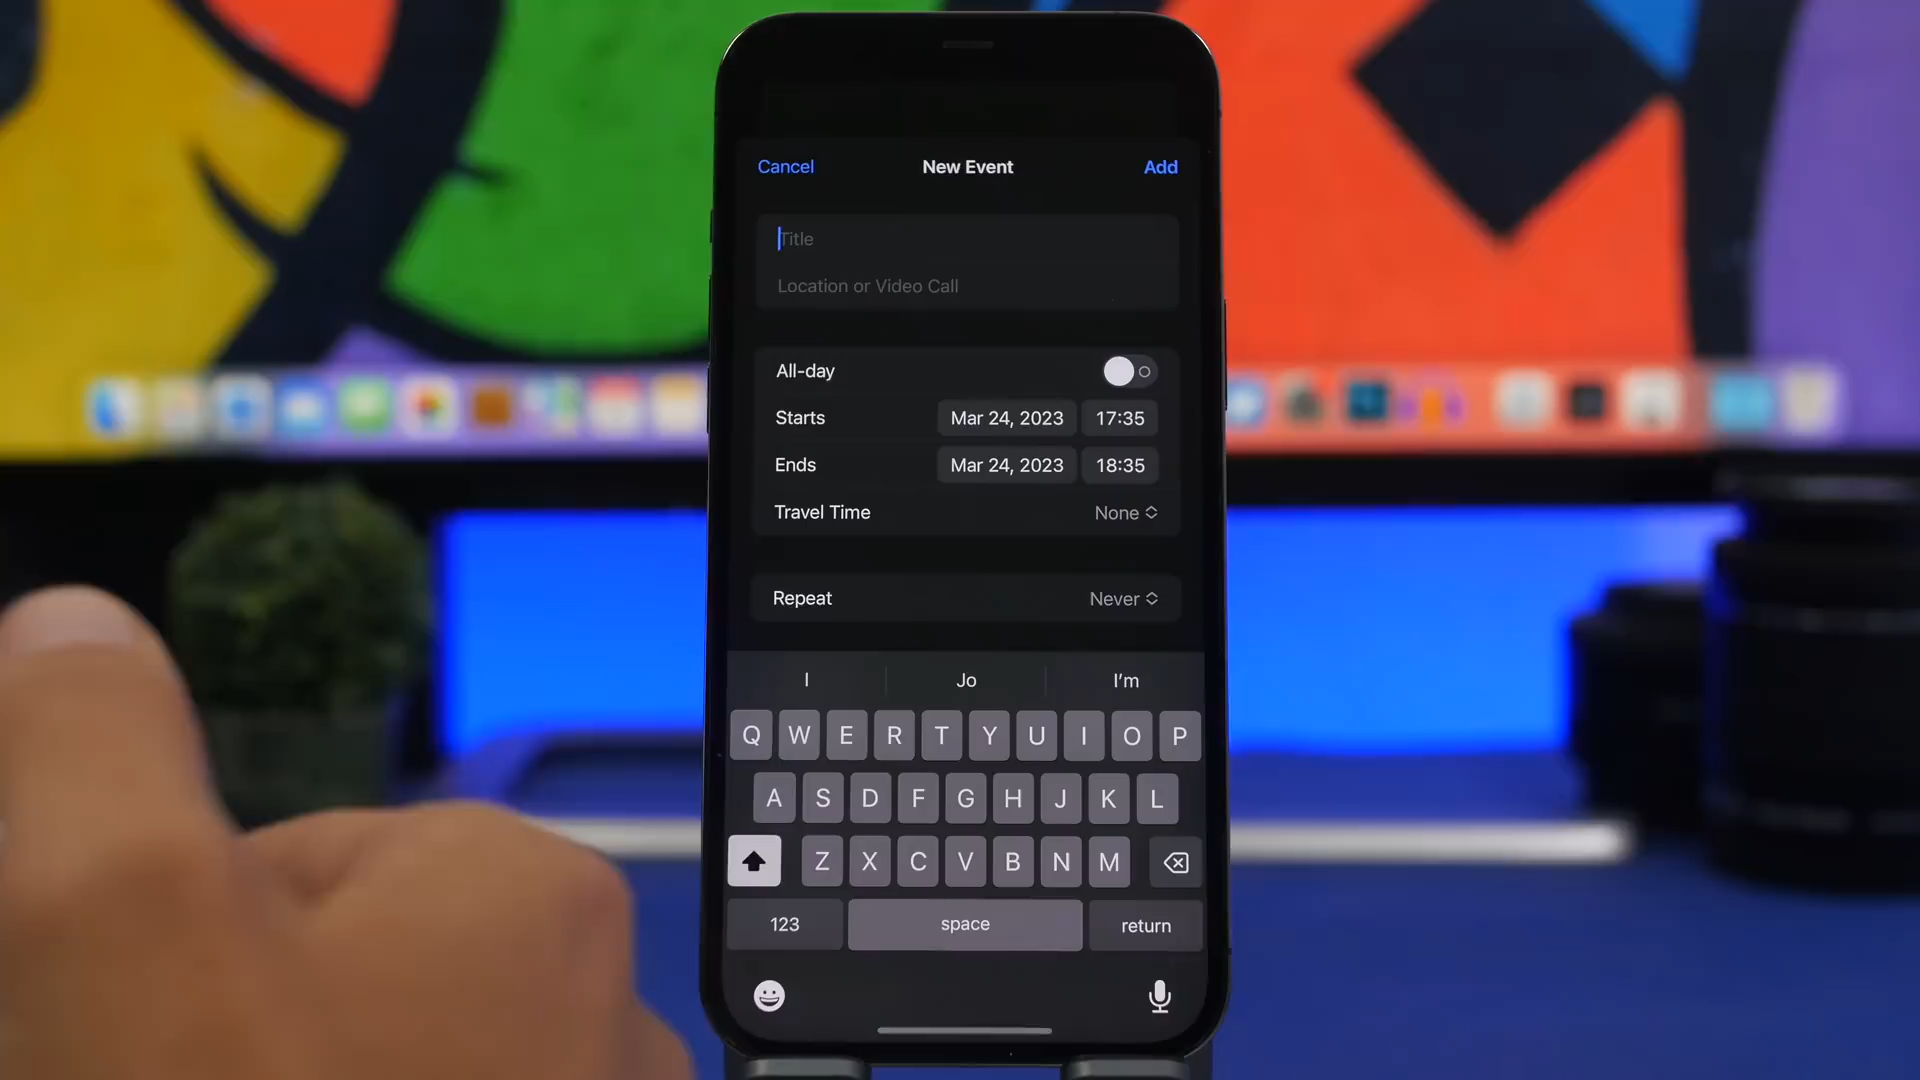 Cancel New Event Add
Title
Location or Video Call
All-day
Starts Mar 24, 2023 17:35
Ends Mar 24, 2023 18:35
Travel Time None
Repeat Never
I Jo I'm
Q W E R T Y U I O P
A S D F G H J K L
Z X C V B N M
123 space return